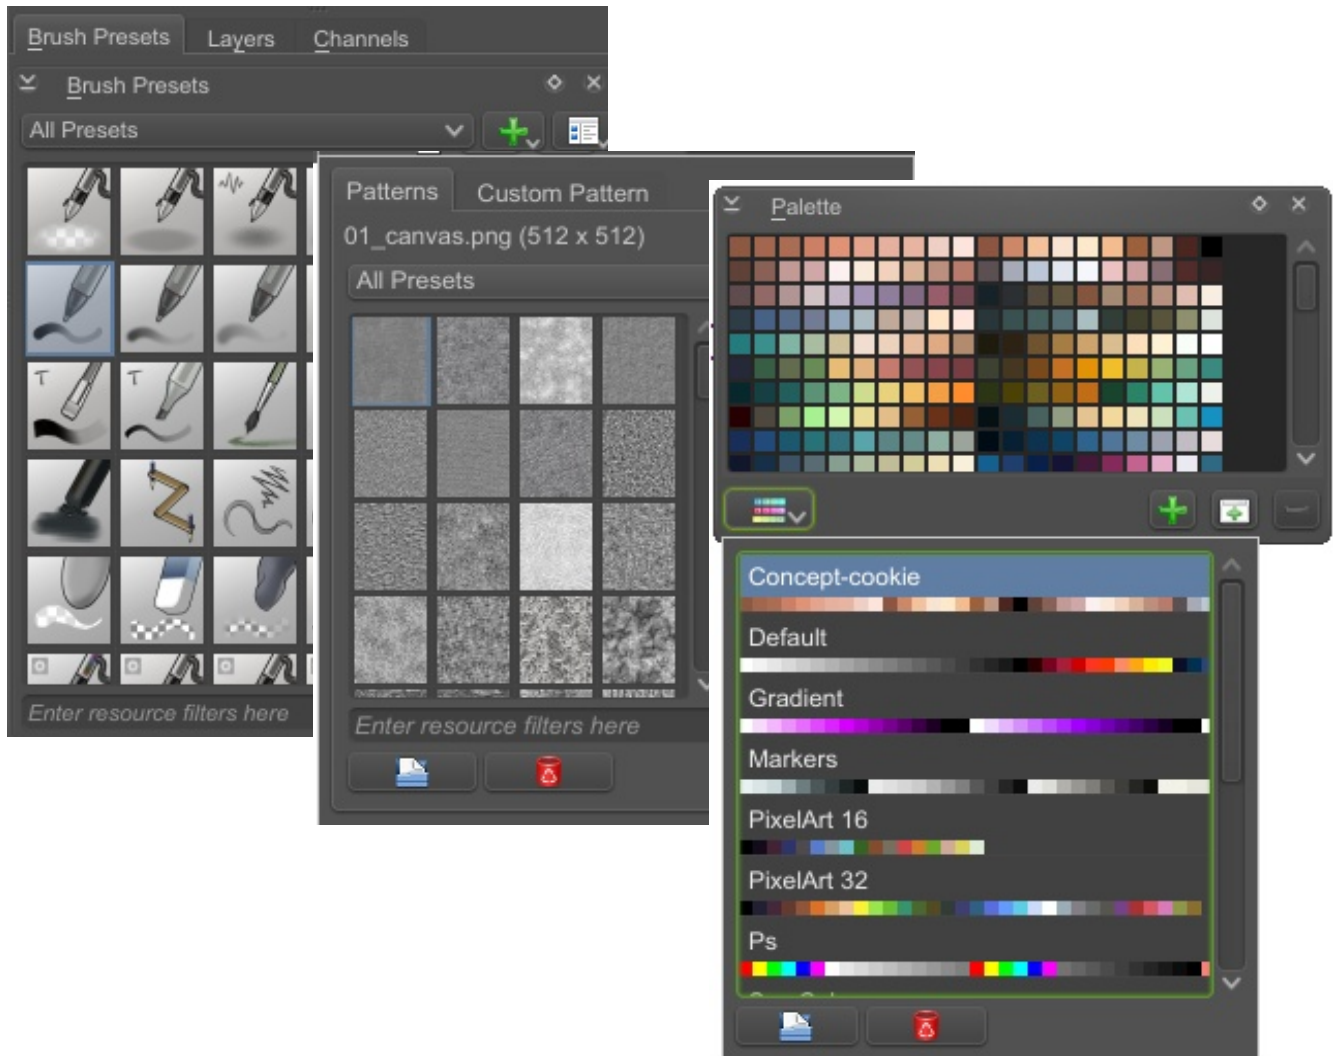 Brush Presets
Layers
Channels
Brush Presets
All Presets
T
T
Enter resource filters here
Patterns
Custom Pattern
01_canvas.png (512 x 512)
All Presets
Enter resource filters here
Palette
Concept-cookie
Default
Gradient
Markers
PixelArt 16
PixelArt 32
Ps